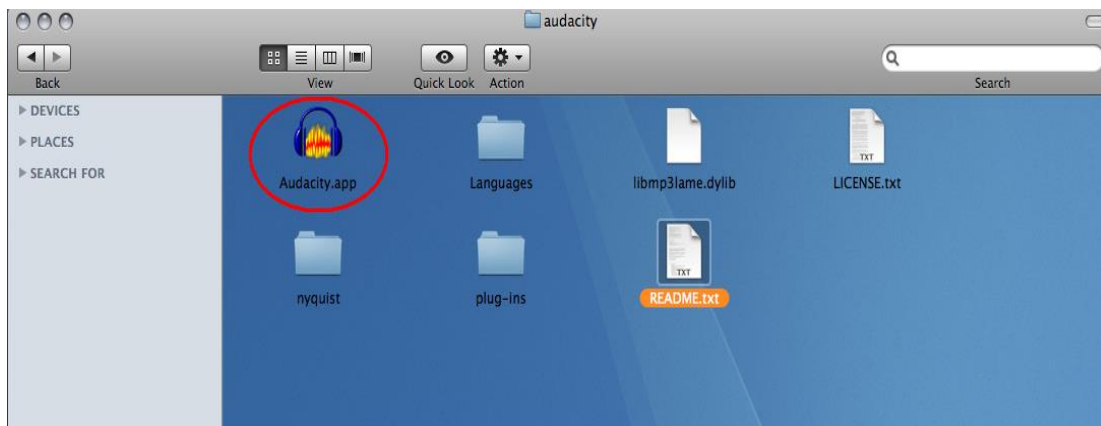 audacity
Back
View
Quick Look
Action
Search
DEVICES
PLACES
SEARCH FOR
Audacity.app
Languages
libmp3lame.dylib
TXT
LICENSE.txt
nyquist
plug-ins
TXT
README.txt